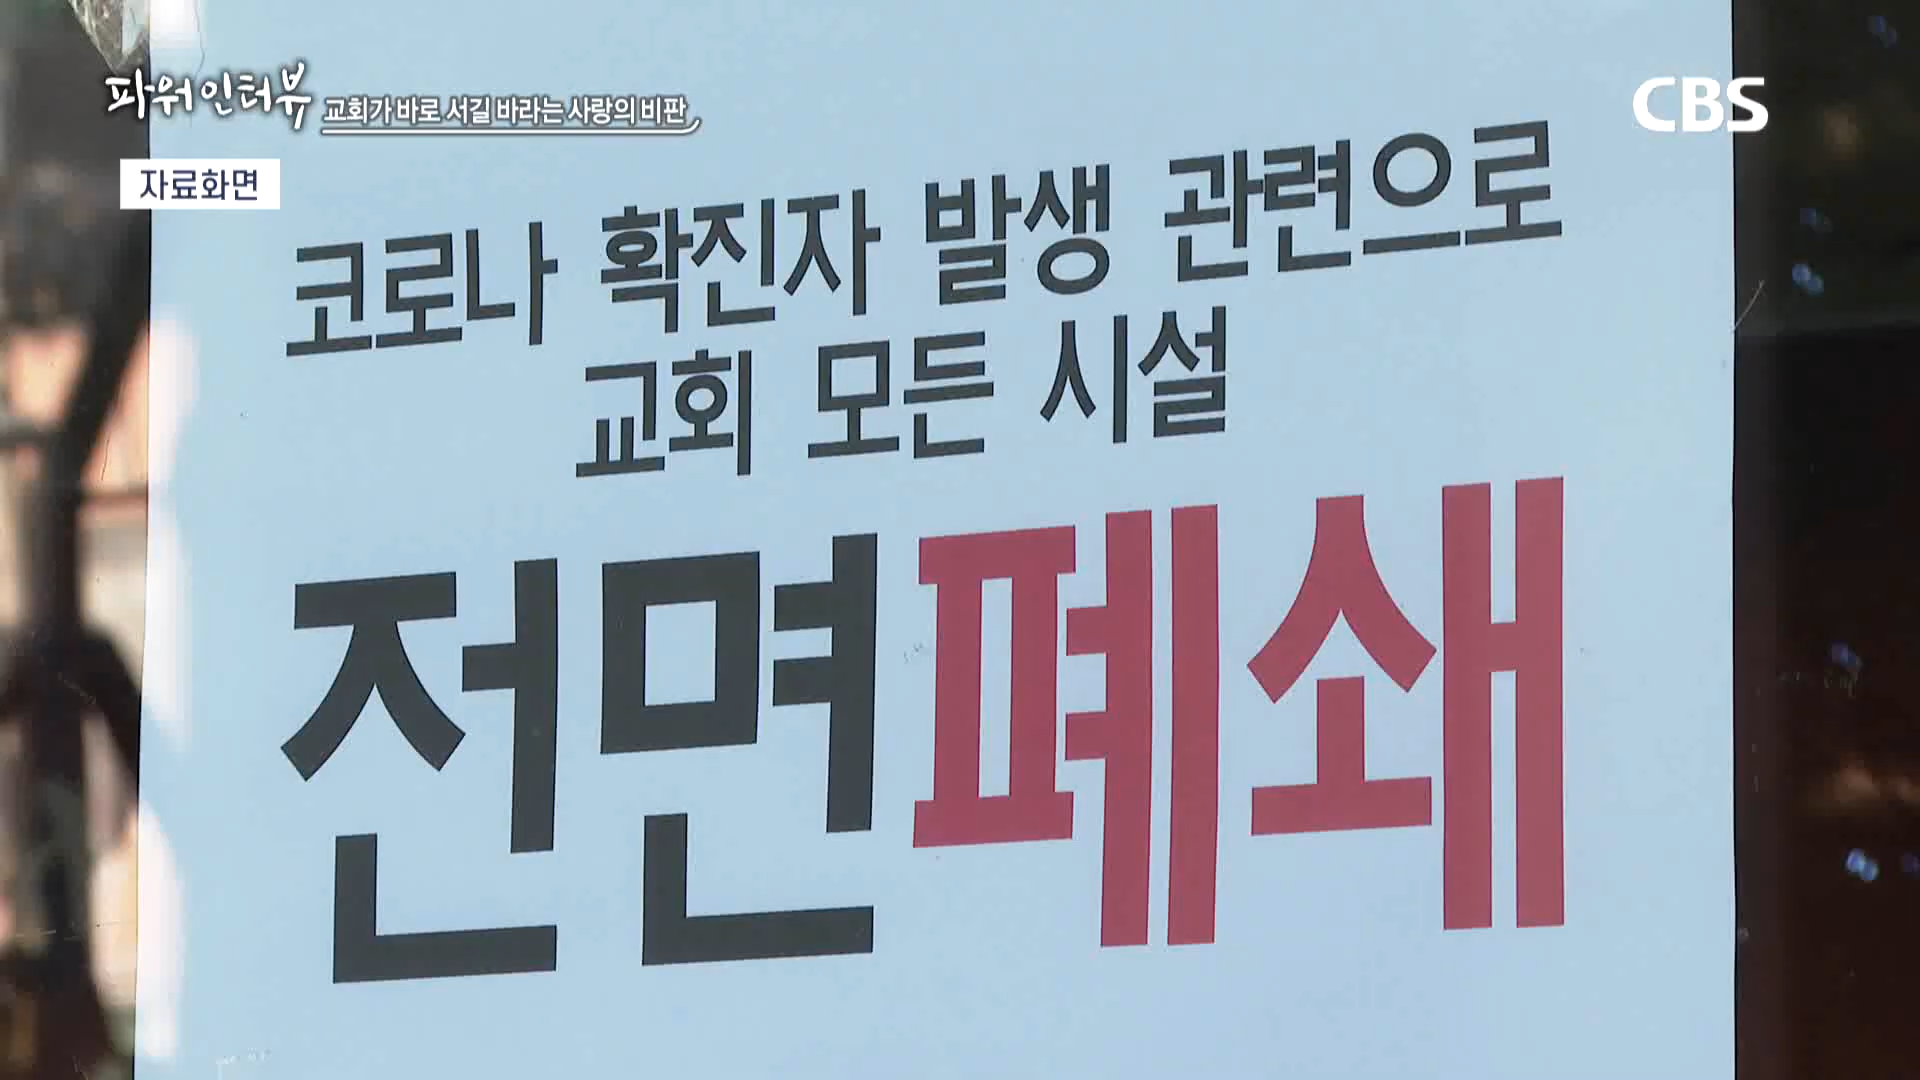 파워인터뷰 교회가 바로 서길 바라는 사랑의 비판
CBS
자료화면
코로나 확진자 발생 관련으로
교회 모든 시설
전면폐쇄